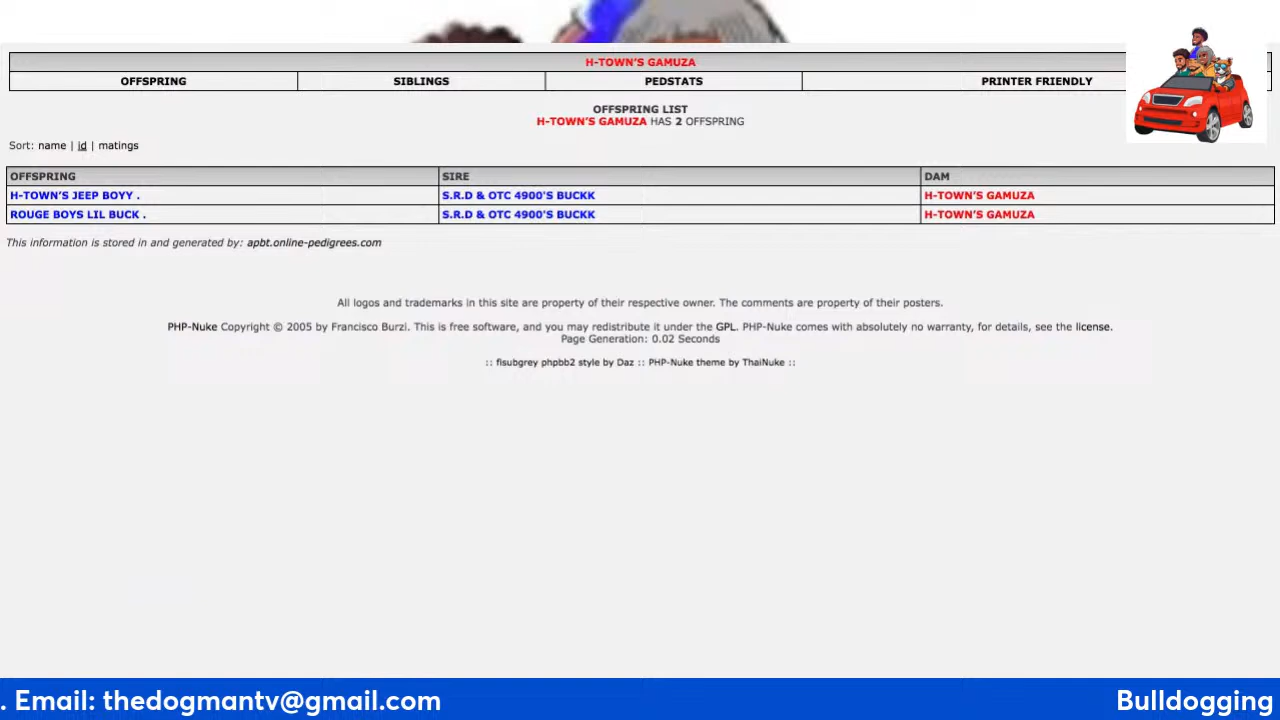 H-TOWN'S GAMUZA
OFFSPRING SIBLINGS PEDSTATS PRINTER FRIENDLY
OFFSPRING LIST
H-TOWN'S GAMUZA HAS 2 OFFSPRING
Sort: name | id | matings
OFFSPRING SIRE DAM
H-TOWN'S JEEP BOYY . S.R.D & OTC 4900'S BUCKK H-TOWN'S GAMUZA
ROUGE BOYS LIL BUCK . S.R.D & OTC 4900'S BUCKK H-TOWN'S GAMUZA
This information is stored in and generated by: apbt.online-pedigrees.com
All logos and trademarks in this site are property of their respective owner. The comments are property of their posters.
PHP-Nuke Copyright © 2005 by Francisco Burzi. This is free software, and you may redistribute it under the GPL. PHP-Nuke comes with absolutely no warranty, for details, see the license.
Page Generation: 0.02 Seconds
:: fisubgrey phpbb2 style by Daz :: PHP-Nuke theme by ThaiNuke ::
. Email: thedogmantv@gmail.com Bulldogging